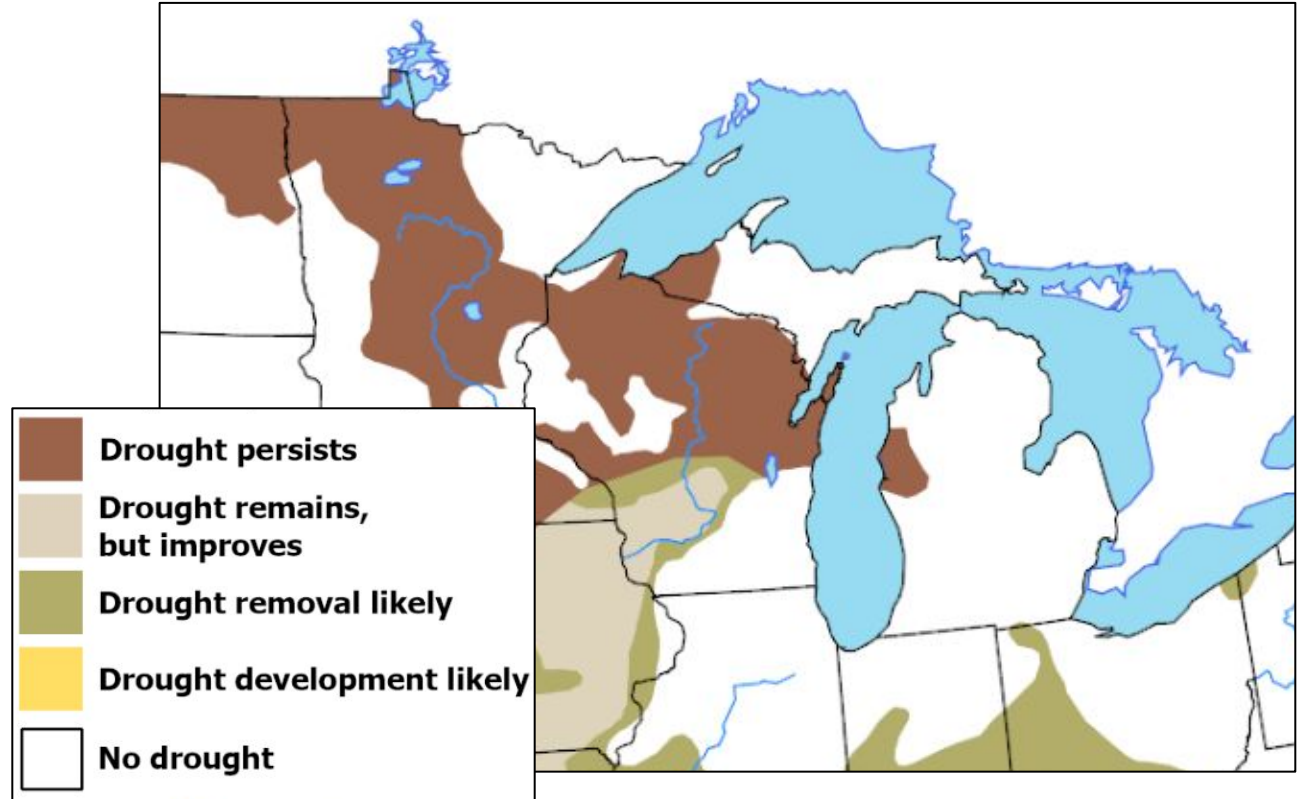 Drought persists
Drought remains,
but improves
Drought removal likely
Drought development likely
No drought